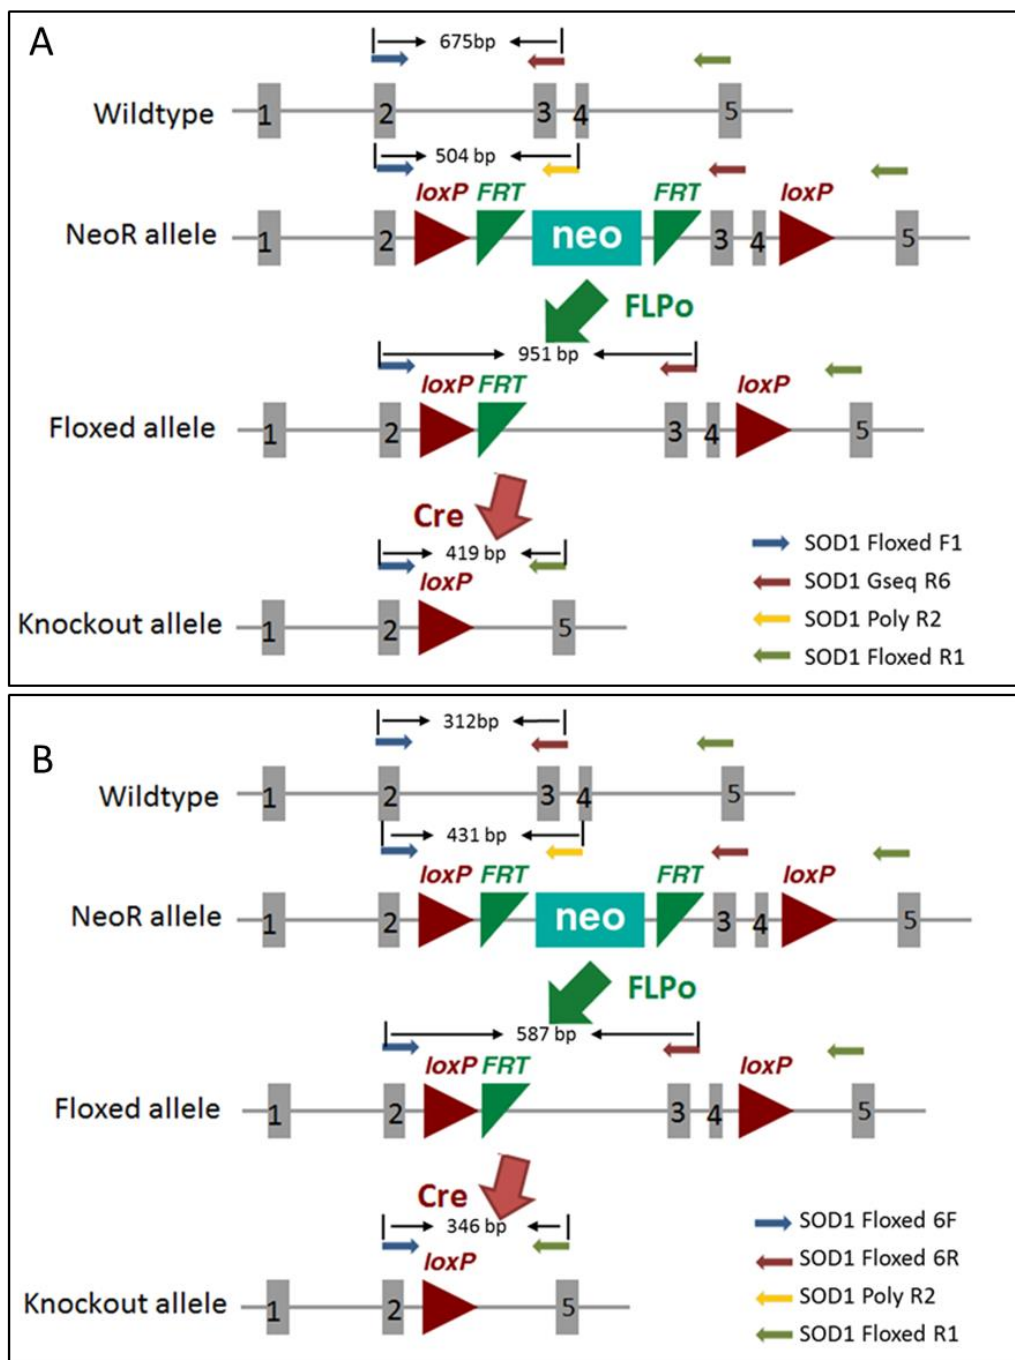 A
675bp
Wildtype
1 2 3 4 5
504 bp
loxP FRT FRT loxP
NeoR allele
1 2 neo 3 4 5
FLPo
951 bp
loxP FRT loxP
Floxed allele
1 2 3 4 5
Cre
419 bp
loxP
Knockout allele
1 2 5
SOD1 Floxed F1
SOD1 Gseq R6
SOD1 Poly R2
SOD1 Floxed R1
B
312bp
Wildtype
1 2 3 4 5
431 bp
loxP FRT FRT loxP
NeoR allele
1 2 neo 3 4 5
FLPo
587 bp
loxP FRT loxP
Floxed allele
1 2 3 4 5
Cre
346 bp
loxP
Knockout allele
1 2 5
SOD1 Floxed 6F
SOD1 Floxed 6R
SOD1 Poly R2
SOD1 Floxed R1